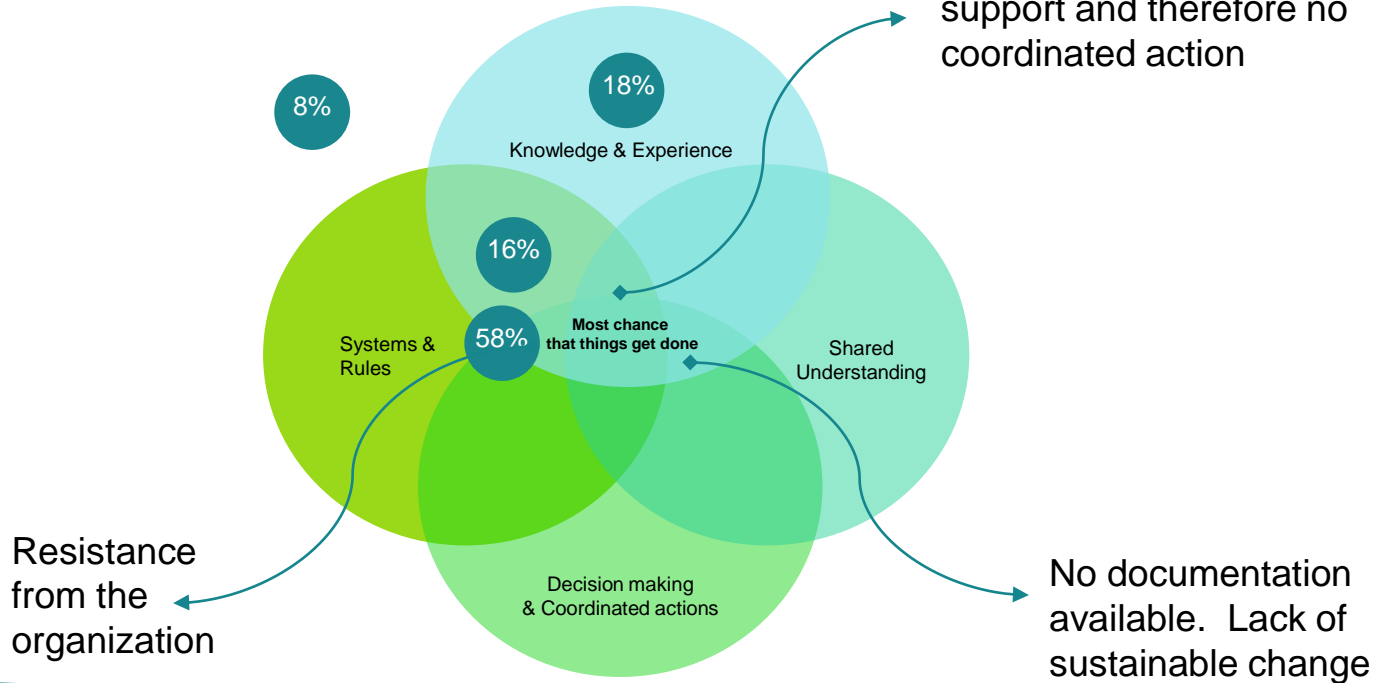 support and therefore no
coordinated action
8%
18%
Knowledge & Experience
16%
58%
Most chance
that things get done
Systems &
Rules
Shared
Understanding
Decision making
& Coordinated actions
Resistance
from the
organization
No documentation
available. Lack of
sustainable change